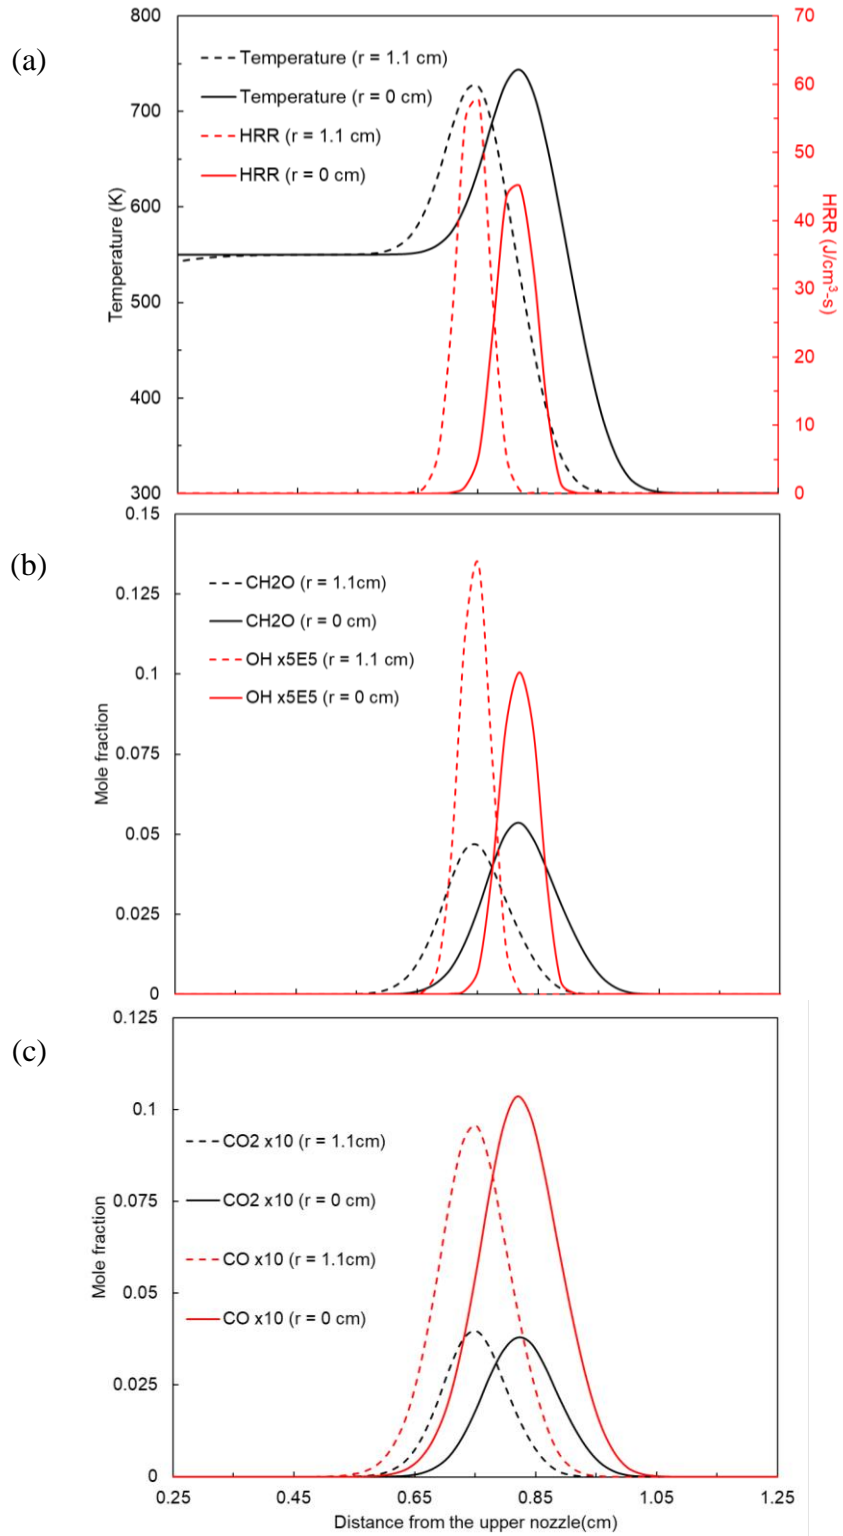 (a)
800
700
600
500
400
300
Temperature (K)
Temperature (r = 1.1 cm)
Temperature (r = 0 cm)
HRR (r = 1.1 cm)
HRR (r = 0 cm)
70
60
50
40
30
20
10
0
HRR (J/cm³-s)
(b)
0.15
0.125
0.1
0.075
0.05
0.025
0
Mole fraction
CH2O (r = 1.1cm)
CH2O (r = 0 cm)
OH x5E5 (r = 1.1 cm)
OH x5E5 (r = 0 cm)
(c)
0.125
0.1
0.075
0.05
0.025
0
Mole fraction
CO2 x10 (r = 1.1cm)
CO2 x10 (r = 0 cm)
CO x10 (r = 1.1cm)
CO x10 (r = 0 cm)
0.25 0.45 0.65 0.85 1.05 1.25
Distance from the upper nozzle(cm)